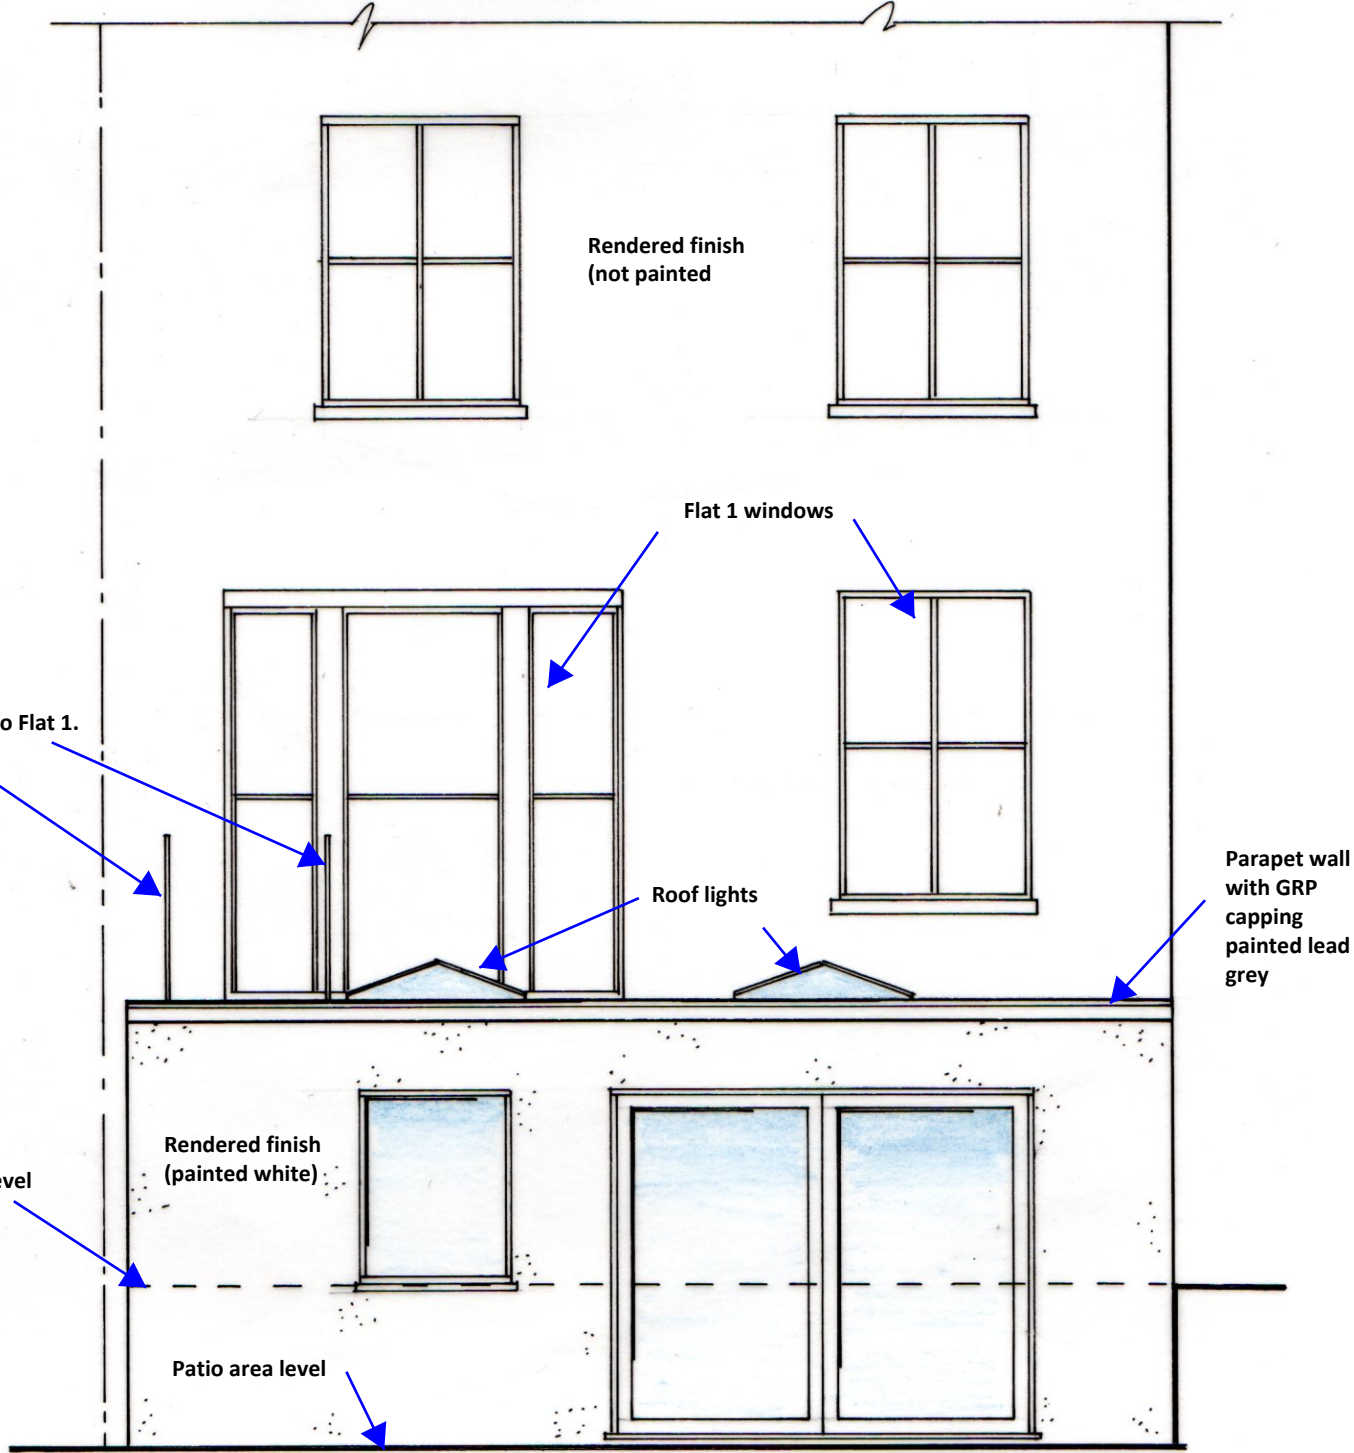 Rendered finish
(not painted
Flat 1 windows
o Flat 1.
Roof lights
Parapet wall
with GRP
capping
painted lead
grey
Rendered finish
(painted white)
evel
Patio area level